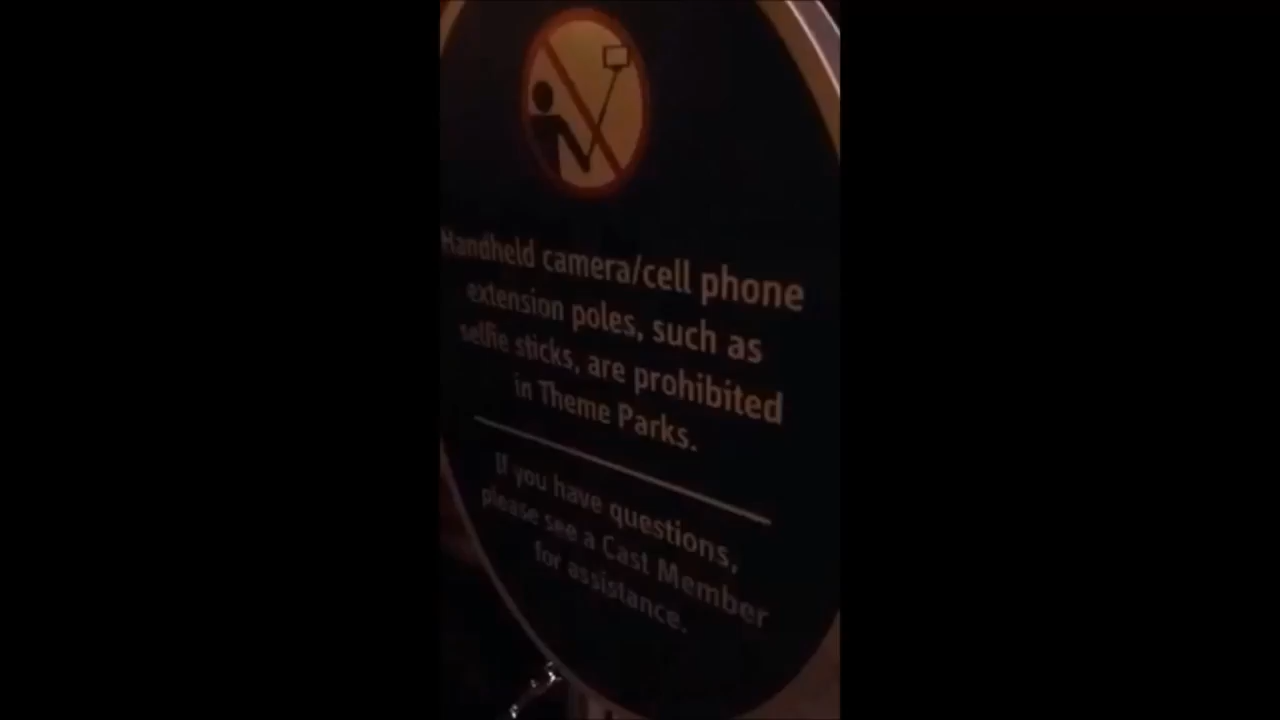 Handheld camera/cell phone
extension poles, such as
selfie sticks, are prohibited
in Theme Parks.
If you have questions,
please see a Cast Member
for assistance.